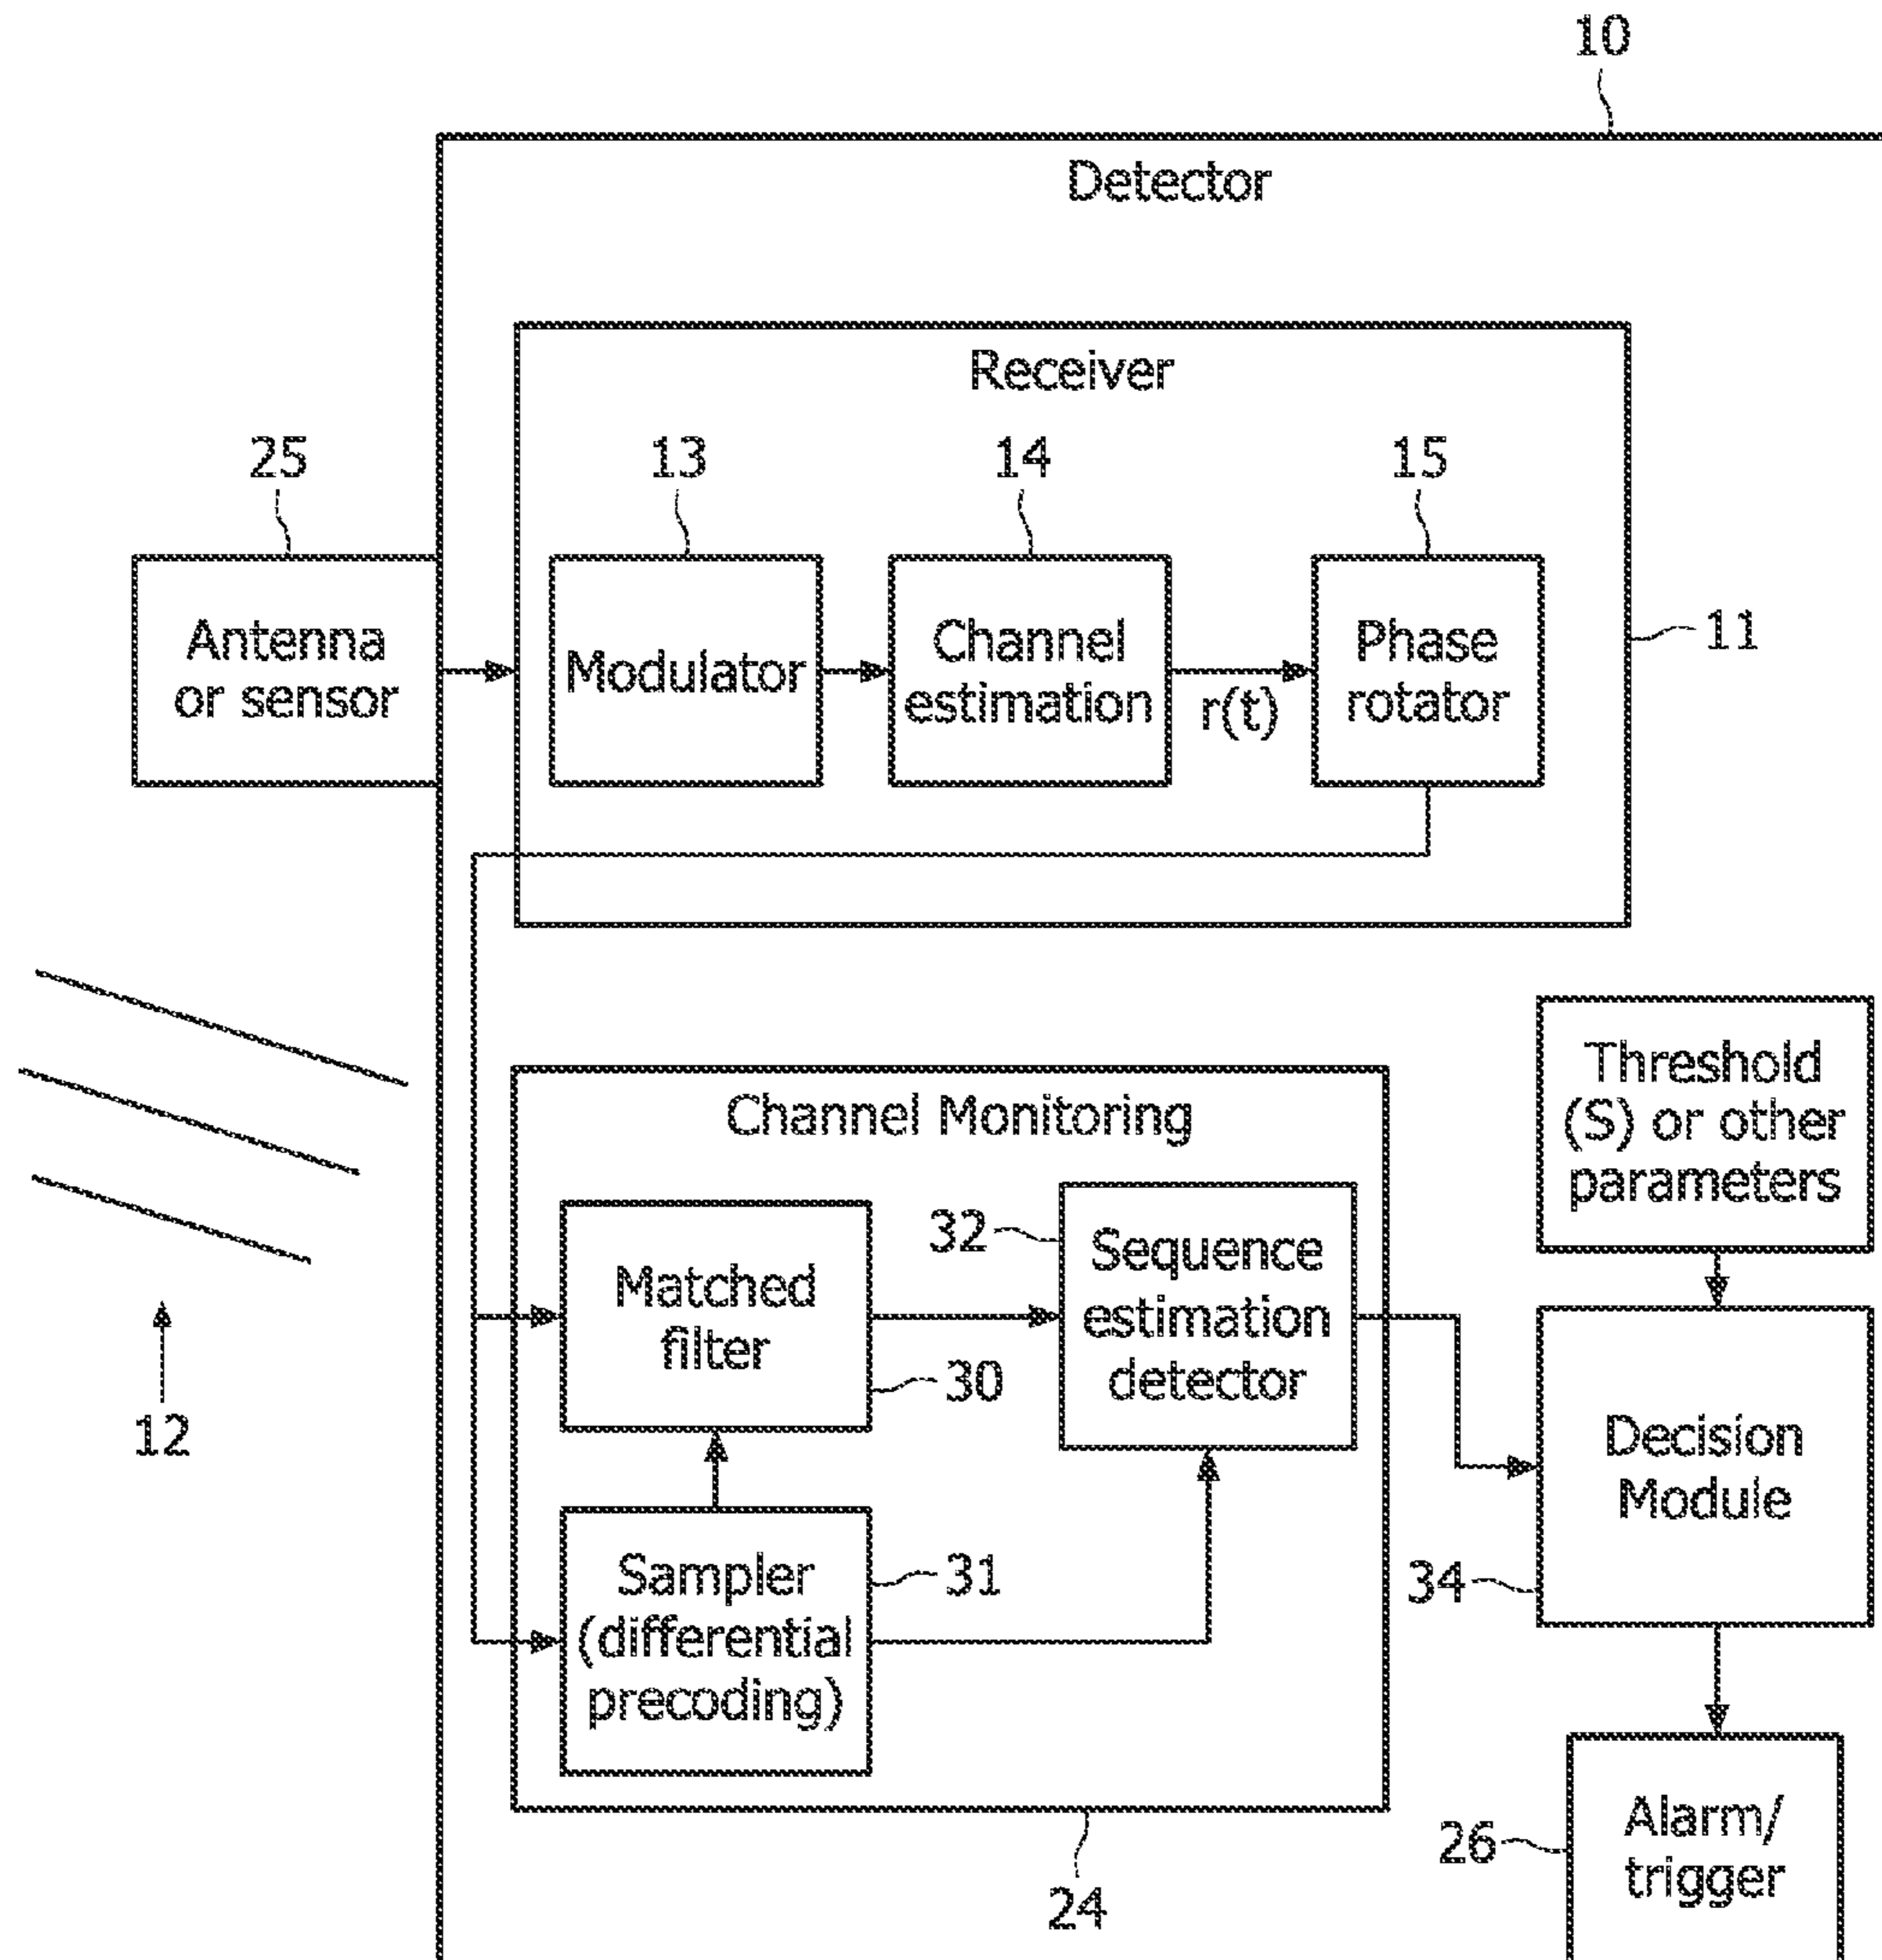 10
Detector
Receiver
25
13
14
15
Antenna
or sensor
Modulator
Channel
estimation
r(t)
Phase
rotator
11
12
Channel Monitoring
Matched
filter
30
32
Sequence
estimation
detector
Sampler
(differential
precoding)
31
24
Threshold
(S) or other
parameters
Decision
Module
34
Alarm/
trigger
26